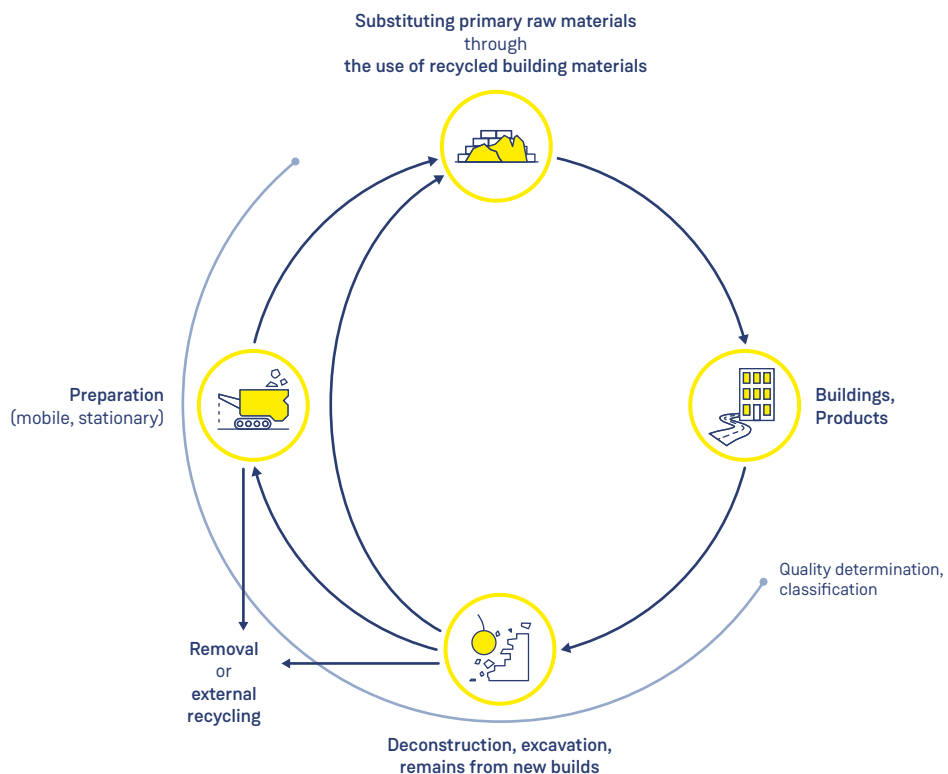 Substituting primary raw materials
through
the use of recycled building materials
Preparation
(mobile, stationary)
Buildings,
Products
Quality determination,
classification
Removal
or
external
recycling
Deconstruction, excavation,
remains from new builds